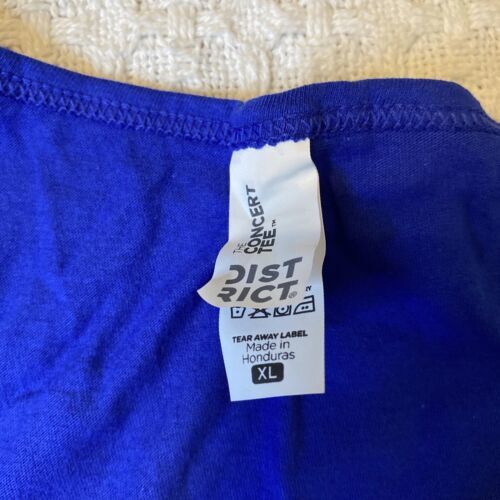 THE
CONCERT
TEE™
DIST
RICT®
TEAR AWAY LABEL
Made in
Honduras
XL